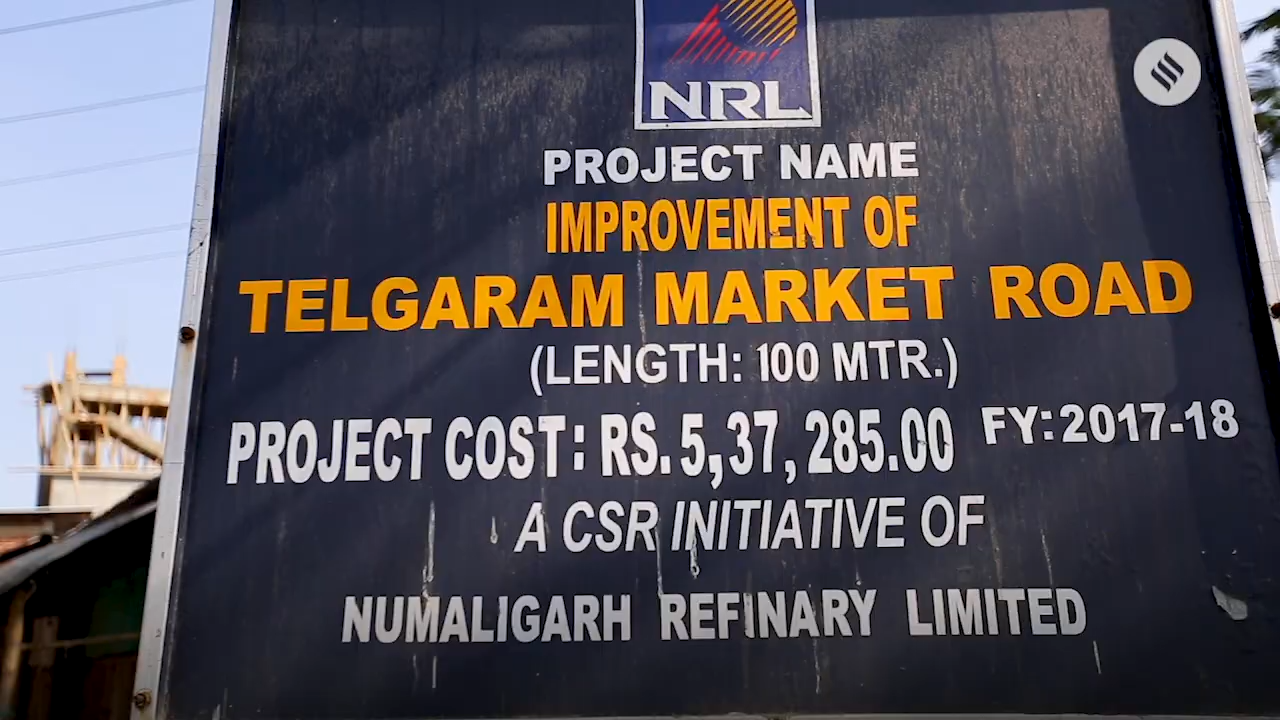 NRL
PROJECT NAME
IMPROVEMENT OF
TELGARAM MARKET ROAD
(LENGTH: 100 MTR.)
PROJECT COST: RS. 5,37, 285.00 FY:2017-18
A CSR INITIATIVE OF
NUMALIGARH REFINARY LIMITED